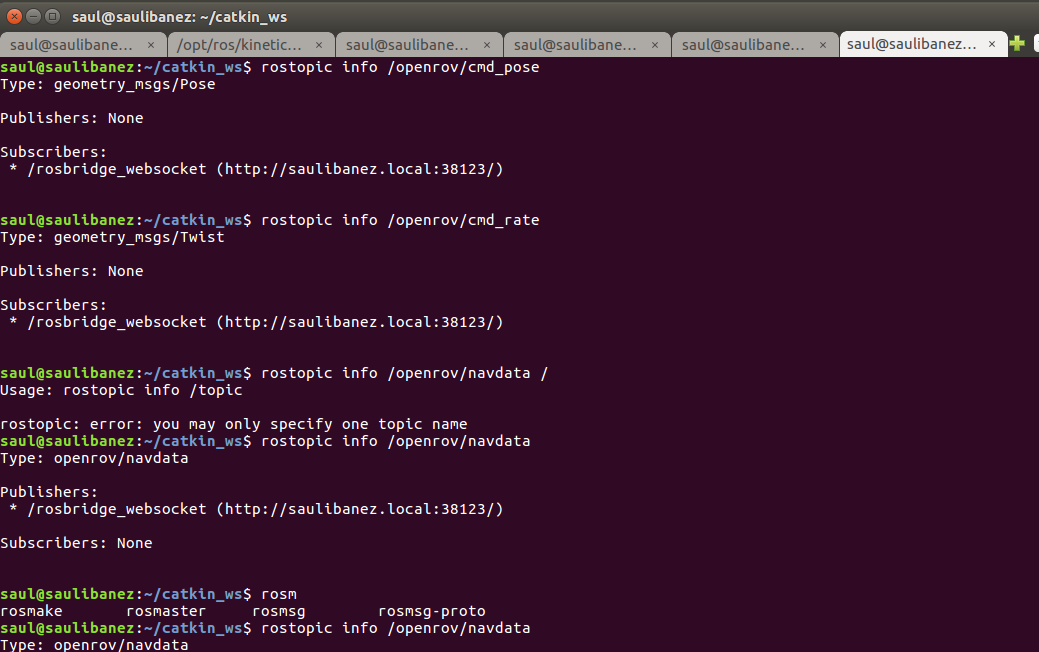 saul@saulibanez: ~/catkin_ws
saul@saulibane... × /opt/ros/kinetic... × saul@saulibane... × saul@saulibane... × saul@saulibane... × saul@saulibanez... ×
saul@saulibanez:~/catkin_ws$ rostopic info /openrov/cmd_pose
Type: geometry_msgs/Pose
Publishers: None
Subscribers:
* /rosbridge_websocket (http://saulibanez.local:38123/)
saul@saulibanez:~/catkin_ws$ rostopic info /openrov/cmd_rate
Type: geometry_msgs/Twist
Publishers: None
Subscribers:
* /rosbridge_websocket (http://saulibanez.local:38123/)
saul@saulibanez:~/catkin_ws$ rostopic info /openrov/navdata /
Usage: rostopic info /topic
rostopic: error: you may only specify one topic name
saul@saulibanez:~/catkin_ws$ rostopic info /openrov/navdata
Type: openrov/navdata
Publishers:
* /rosbridge_websocket (http://saulibanez.local:38123/)
Subscribers: None
saul@saulibanez:~/catkin_ws$ rosm
rosmake rosmaster rosmsg rosmsg-proto
saul@saulibanez:~/catkin_ws$ rostopic info /openrov/navdata
Type: openrov/navdata